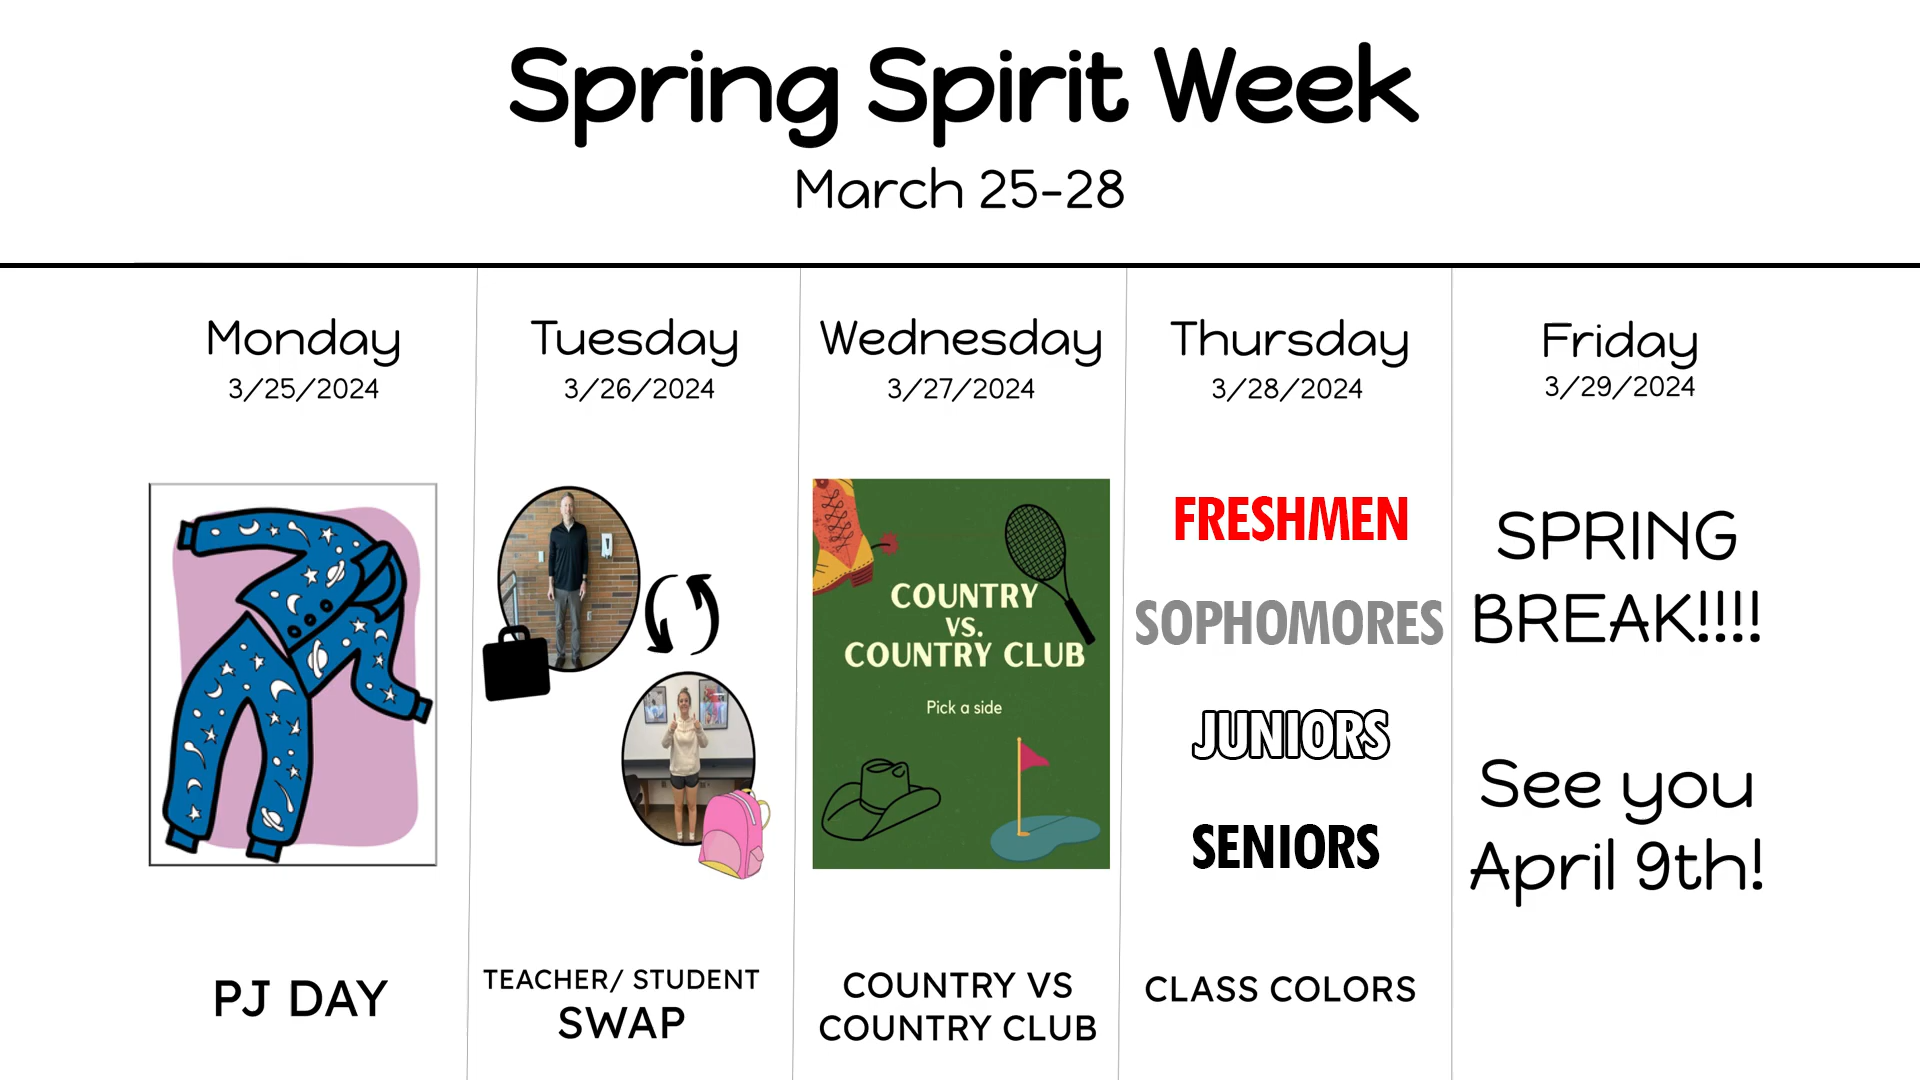 Spring Spirit Week
March 25-28
Monday
3/25/2024
PJ DAY
Tuesday
3/26/2024
TEACHER/ STUDENT
SWAP
Wednesday
3/27/2024
COUNTRY
VS.
COUNTRY CLUB
Pick a side
COUNTRY VS
COUNTRY CLUB
Thursday
3/28/2024
FRESHMEN
SOPHOMORES
JUNIORS
SENIORS
CLASS COLORS
Friday
3/29/2024
SPRING
BREAK!!!!
See you
April 9th!